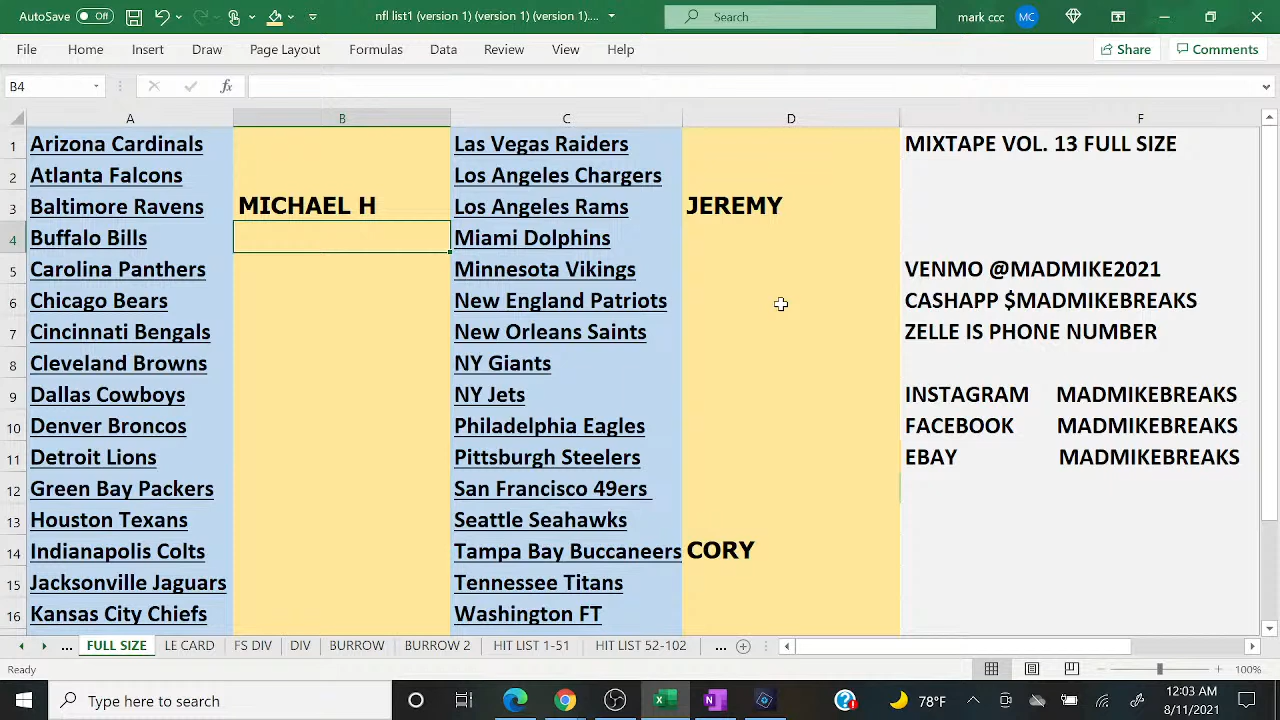 AutoSave Off nfl list1 (version 1) (version 1) (version 1).... Search mark ccc MC
File Home Insert Draw Page Layout Formulas Data Review View Help Share Comments
B4 fx
A B C D F
1 Arizona Cardinals Las Vegas Raiders MIXTAPE VOL. 13 FULL SIZE
2 Atlanta Falcons Los Angeles Chargers
3 Baltimore Ravens MICHAEL H Los Angeles Rams JEREMY
4 Buffalo Bills Miami Dolphins
5 Carolina Panthers Minnesota Vikings VENMO @MADMIKE2021
6 Chicago Bears New England Patriots CASHAPP $MADMIKEBREAKS
7 Cincinnati Bengals New Orleans Saints ZELLE IS PHONE NUMBER
8 Cleveland Browns NY Giants
9 Dallas Cowboys NY Jets INSTAGRAM MADMIKEBREAKS
10 Denver Broncos Philadelphia Eagles FACEBOOK MADMIKEBREAKS
11 Detroit Lions Pittsburgh Steelers EBAY MADMIKEBREAKS
12 Green Bay Packers San Francisco 49ers
13 Houston Texans Seattle Seahawks
14 Indianapolis Colts Tampa Bay Buccaneers CORY
15 Jacksonville Jaguars Tennessee Titans
16 Kansas City Chiefs Washington FT
... FULL SIZE LE CARD FS DIV DIV BURROW BURROW 2 HIT LIST 1-51 HIT LIST 52-102 ...
Ready 100%
Type here to search 78°F 12:03 AM
8/11/2021